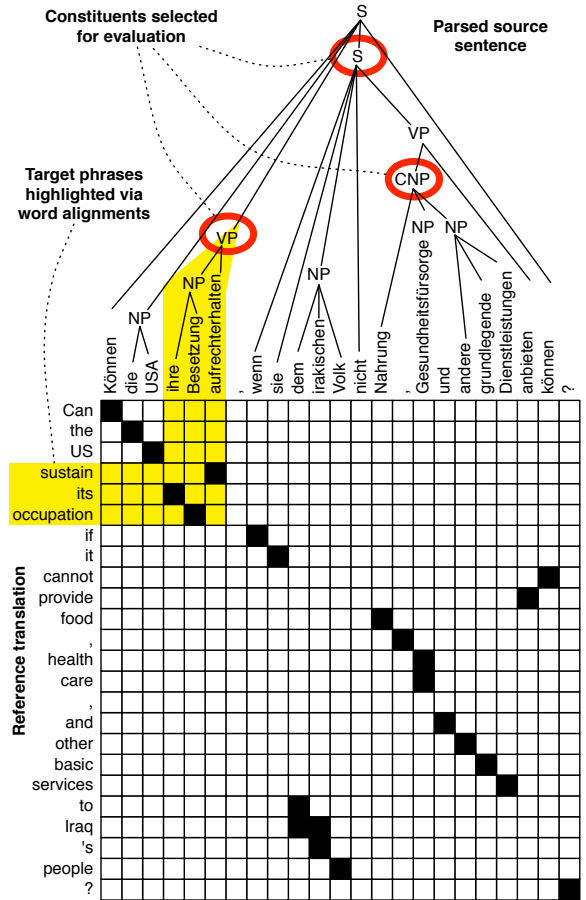 Constituents selected
for evaluation
Parsed source
sentence
S
S
VP
CNP
Target phrases
highlighted via
word alignments
VP
NP
NP
NP
NP
NP
Können
die
USA
ihre
Besetzung
aufrechterhalten
,
wenn
sie
dem
irakischen
Volk
nicht
Nahrung
,
Gesundheitsfürsorge
und
andere
grundlegende
Dienstleistungen
anbieten
können
?
Reference translation
Can
the
US
sustain
its
occupation
if
it
cannot
provide
food
,
health
care
,
and
other
basic
services
to
Iraq
's
people
?